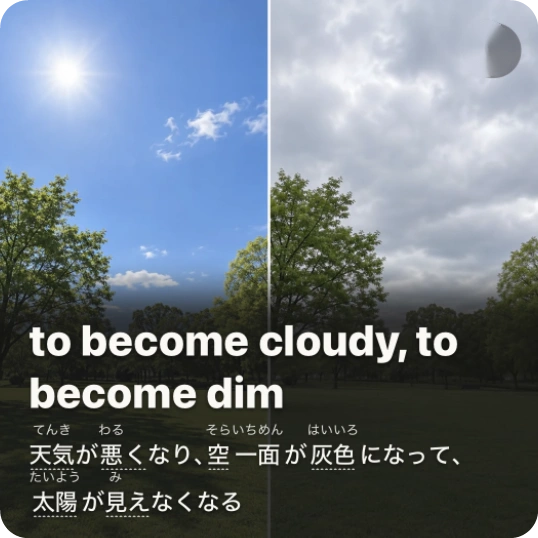 to become cloudy, to
become dim
てんき わる そらいちめん はいいろ
天気が悪くなり、空一面が灰色になって、
たいよう み
太陽が見えなくなる